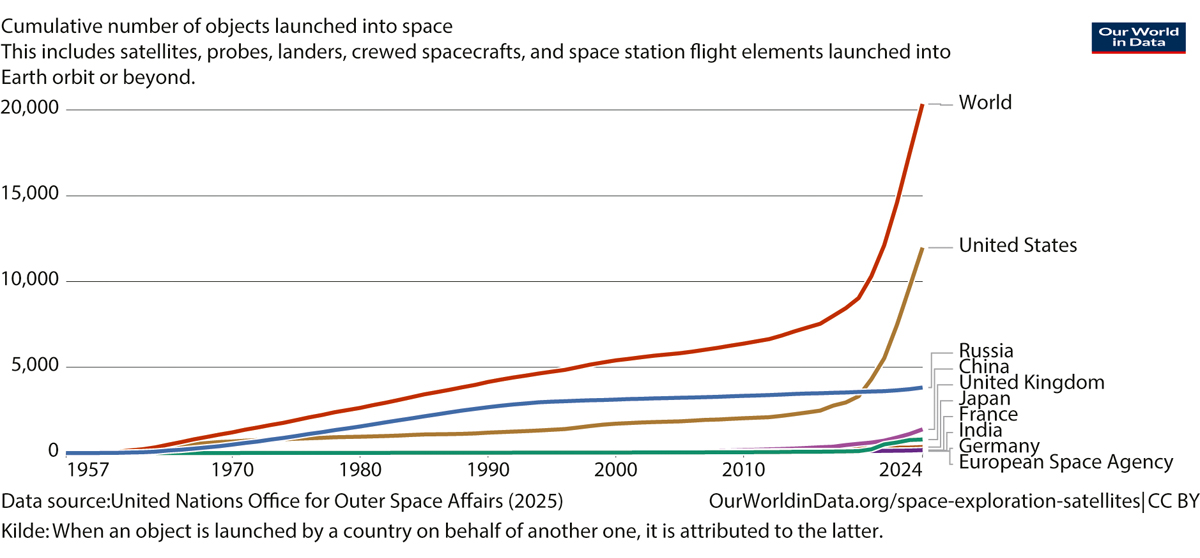 Cumulative number of objects launched into space
This includes satellites, probes, landers, crewed spacecrafts, and space station flight elements launched into
Earth orbit or beyond.
Our World
in Data
20,000
15,000
10,000
5,000
0
World
United States
Russia
China
United Kingdom
Japan
France
India
Germany
European Space Agency
1957
1970
1980
1990
2000
2010
2024
Data source:United Nations Office for Outer Space Affairs (2025)
OurWorldinData.org/space-exploration-satellites|CC BY
Kilde:When an object is launched by a country on behalf of another one, it is attributed to the latter.